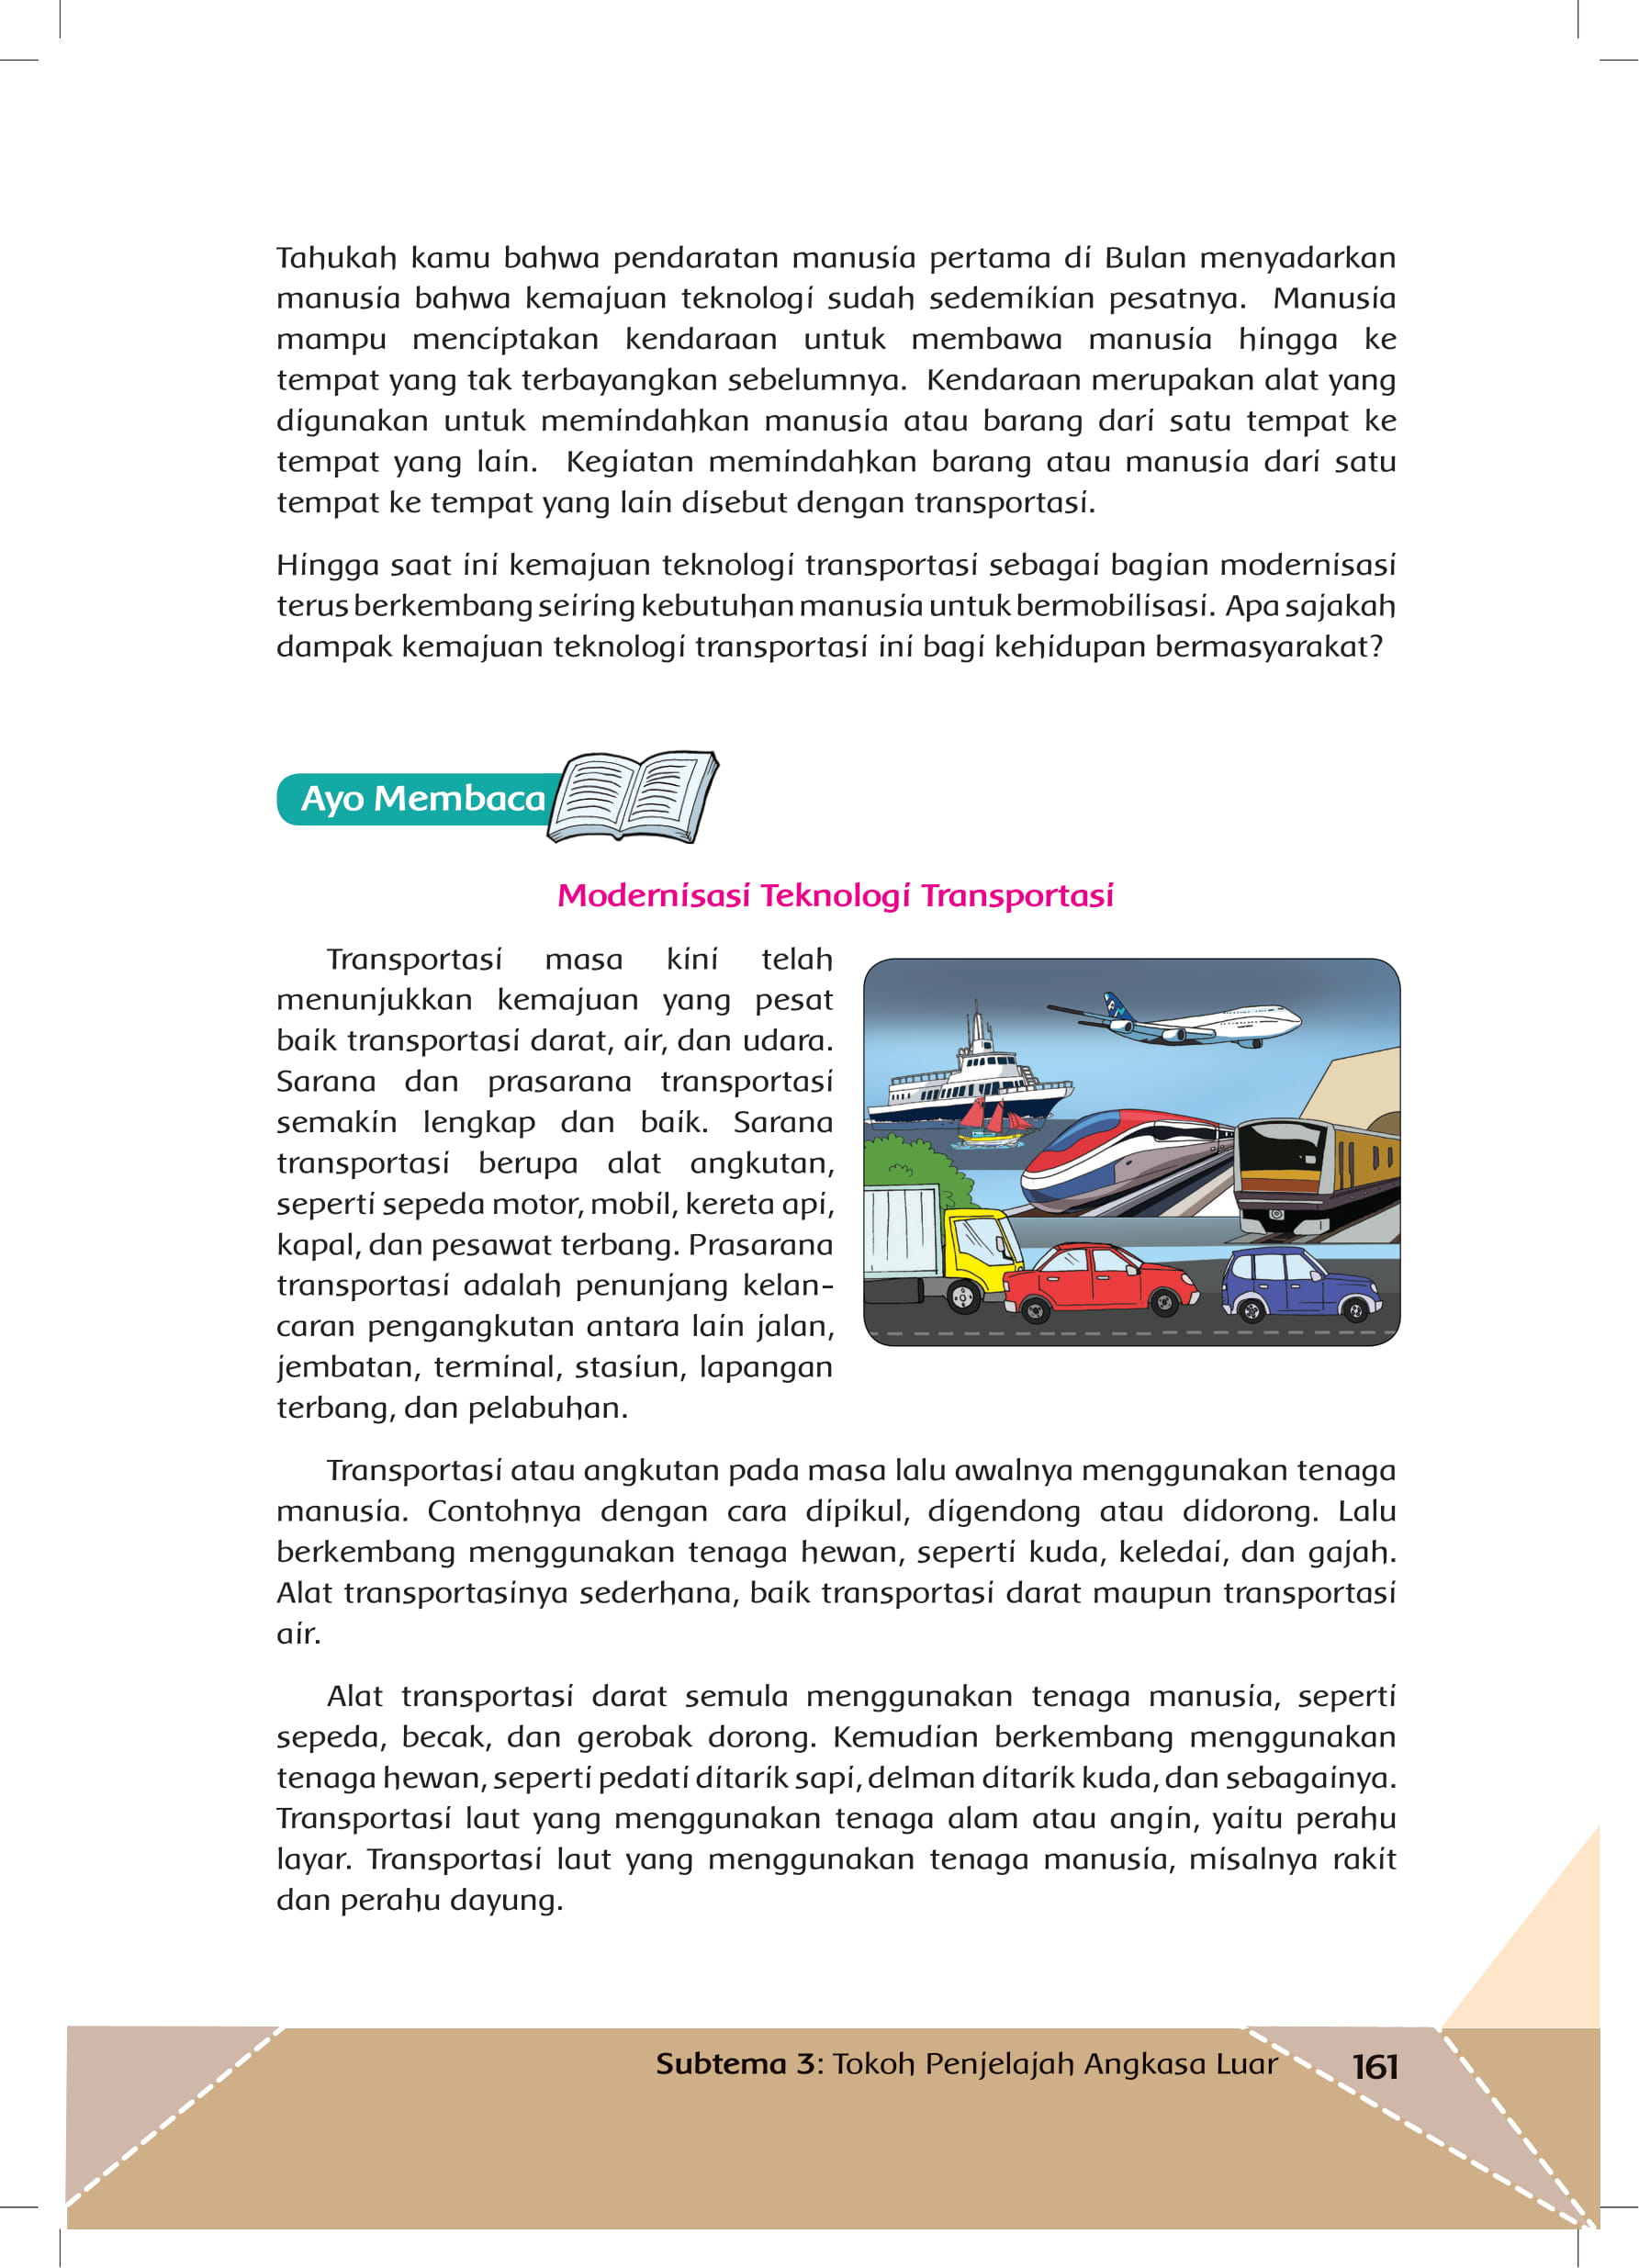 Tahukah kamu bahwa pendaratan manusia pertama di Bulan menyadarkan
manusia bahwa kemajuan teknologi sudah sedemikian pesatnya. Manusia
mampu menciptakan kendaraan untuk membawa manusia hingga ke
tempat yang tak terbayangkan sebelumnya. Kendaraan merupakan alat yang
digunakan untuk memindahkan manusia atau barang dari satu tempat ke
tempat yang lain. Kegiatan memindahkan barang atau manusia dari satu
tempat ke tempat yang lain disebut dengan transportasi.
Hingga saat ini kemajuan teknologi transportasi sebagai bagian modernisasi
terus berkembang seiring kebutuhan manusia untuk bermobilisasi. Apa sajakah
dampak kemajuan teknologi transportasi ini bagi kehidupan bermasyarakat?
Ayo Membaca
Modernisasi Teknologi Transportasi
Transportasi masa kini telah
menunjukkan kemajuan yang pesat
baik transportasi darat, air, dan udara.
Sarana dan prasarana transportasi
semakin lengkap dan baik. Sarana
transportasi berupa alat angkutan,
seperti sepeda motor, mobil, kereta api,
kapal, dan pesawat terbang. Prasarana
transportasi adalah penunjang kelan-
caran pengangkutan antara lain jalan,
jembatan, terminal, stasiun, lapangan
terbang, dan pelabuhan.
Transportasi atau angkutan pada masa lalu awalnya menggunakan tenaga
manusia. Contohnya dengan cara dipikul, digendong atau didorong. Lalu
berkembang menggunakan tenaga hewan, seperti kuda, keledai, dan gajah.
Alat transportasinya sederhana, baik transportasi darat maupun transportasi
air.
Alat transportasi darat semula menggunakan tenaga manusia, seperti
sepeda, becak, dan gerobak dorong. Kemudian berkembang menggunakan
tenaga hewan, seperti pedati ditarik sapi, delman ditarik kuda, dan sebagainya.
Transportasi laut yang menggunakan tenaga alam atau angin, yaitu perahu
layar. Transportasi laut yang menggunakan tenaga manusia, misalnya rakit
dan perahu dayung.
Subtema 3: Tokoh Penjelajah Angkasa Luar 161